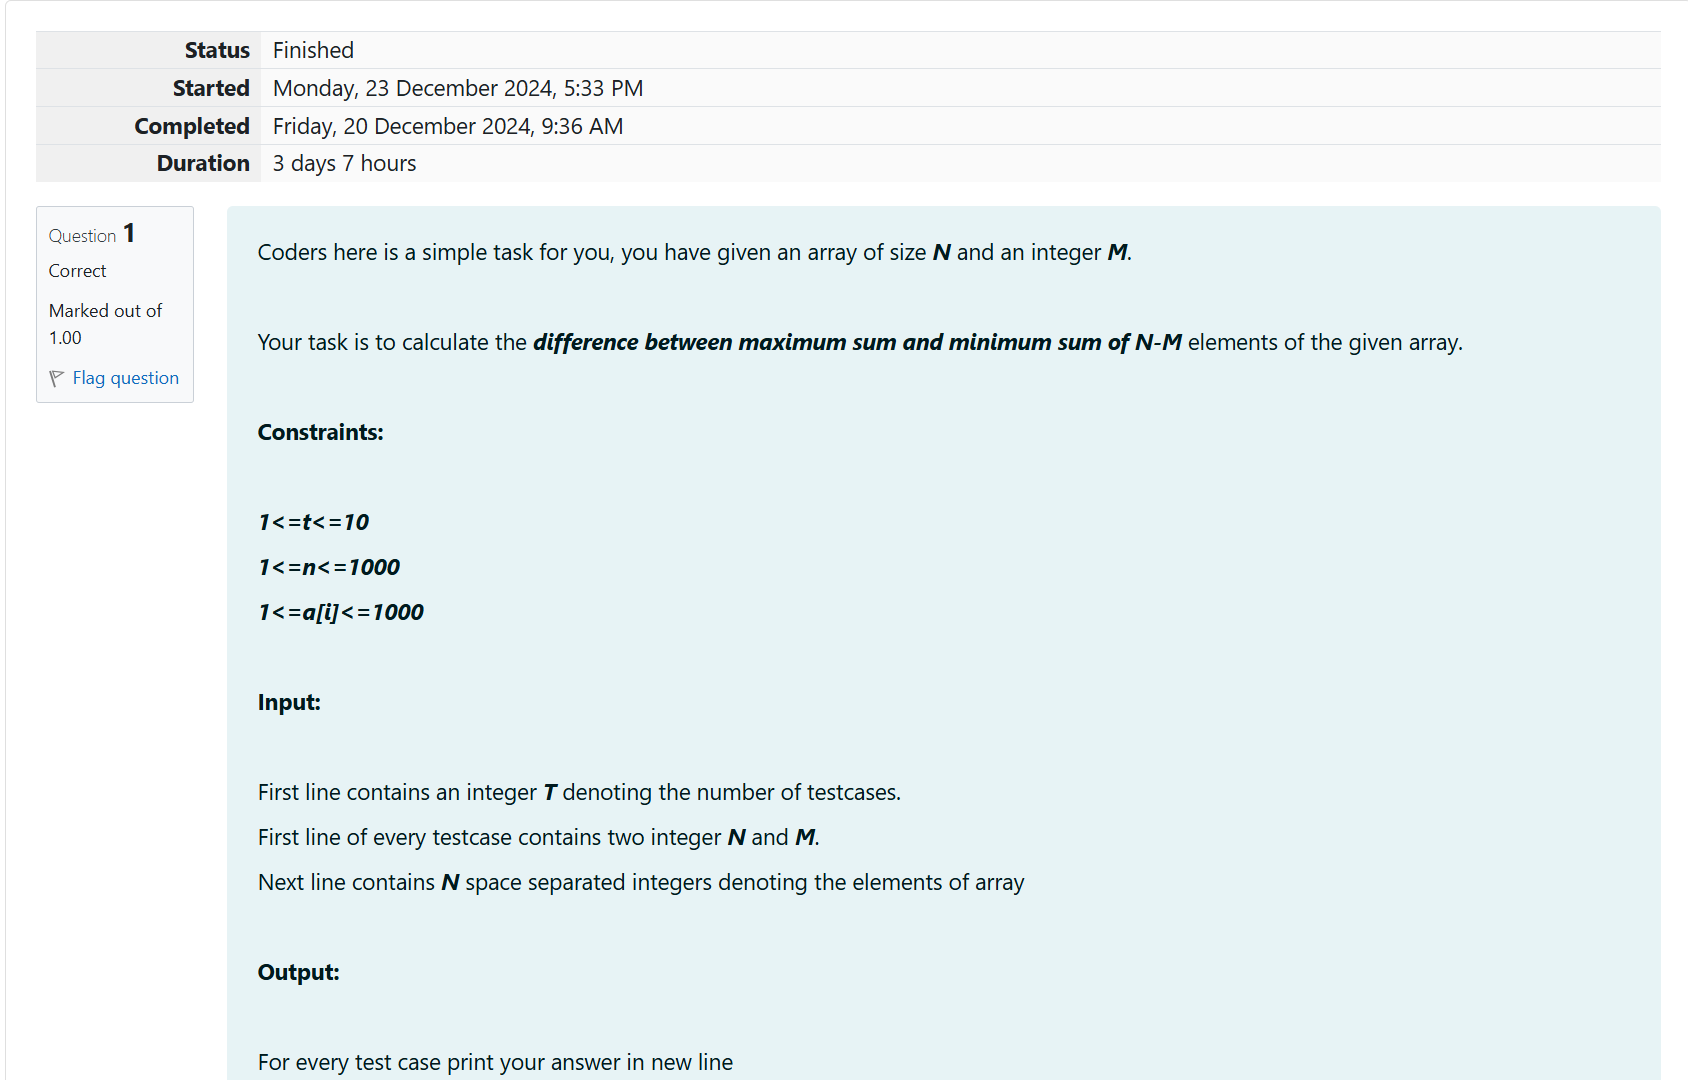 Status Finished
Started Monday, 23 December 2024, 5:33 PM
Completed Friday, 20 December 2024, 9:36 AM
Duration 3 days 7 hours
Question 1
Correct
Marked out of
1.00
Flag question
Coders here is a simple task for you, you have given an array of size N and an integer M.
Your task is to calculate the difference between maximum sum and minimum sum of N-M elements of the given array.
Constraints:
1<=t<=10
1<=n<=1000
1<=a[i]<=1000
Input:
First line contains an integer T denoting the number of testcases.
First line of every testcase contains two integer N and M.
Next line contains N space separated integers denoting the elements of array
Output:
For every test case print your answer in new line